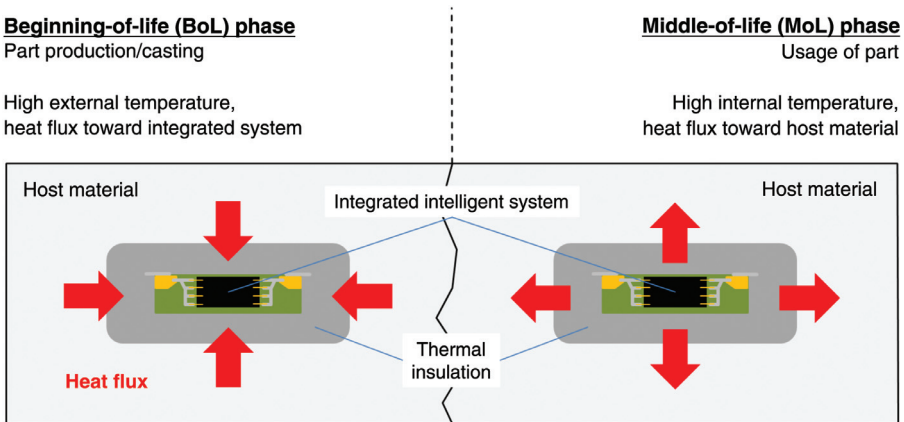 Beginning-of-life (BoL) phase
Part production/casting
High external temperature,
heat flux toward integrated system
Middle-of-life (MoL) phase
Usage of part
High internal temperature,
heat flux toward host material
Host material
Integrated intelligent system
Host material
Thermal
insulation
Heat flux